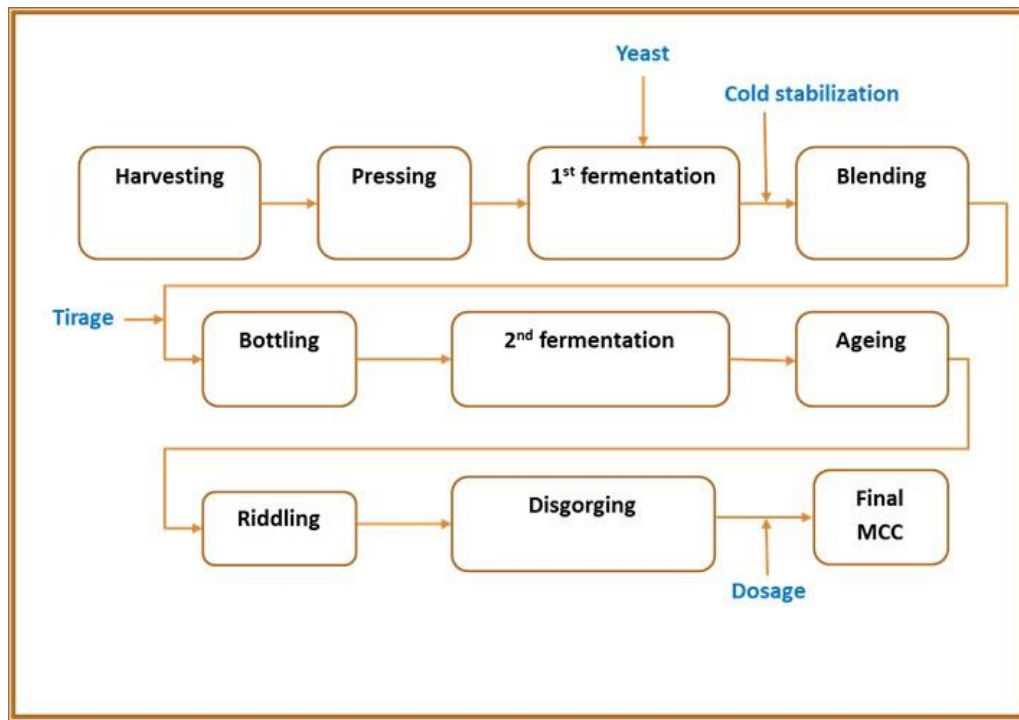 Yeast
Cold stabilization
Harvesting
Pressing
1st fermentation
Blending
Tirage
Bottling
2nd fermentation
Ageing
Riddling
Disgorging
Final
MCC
Dosage